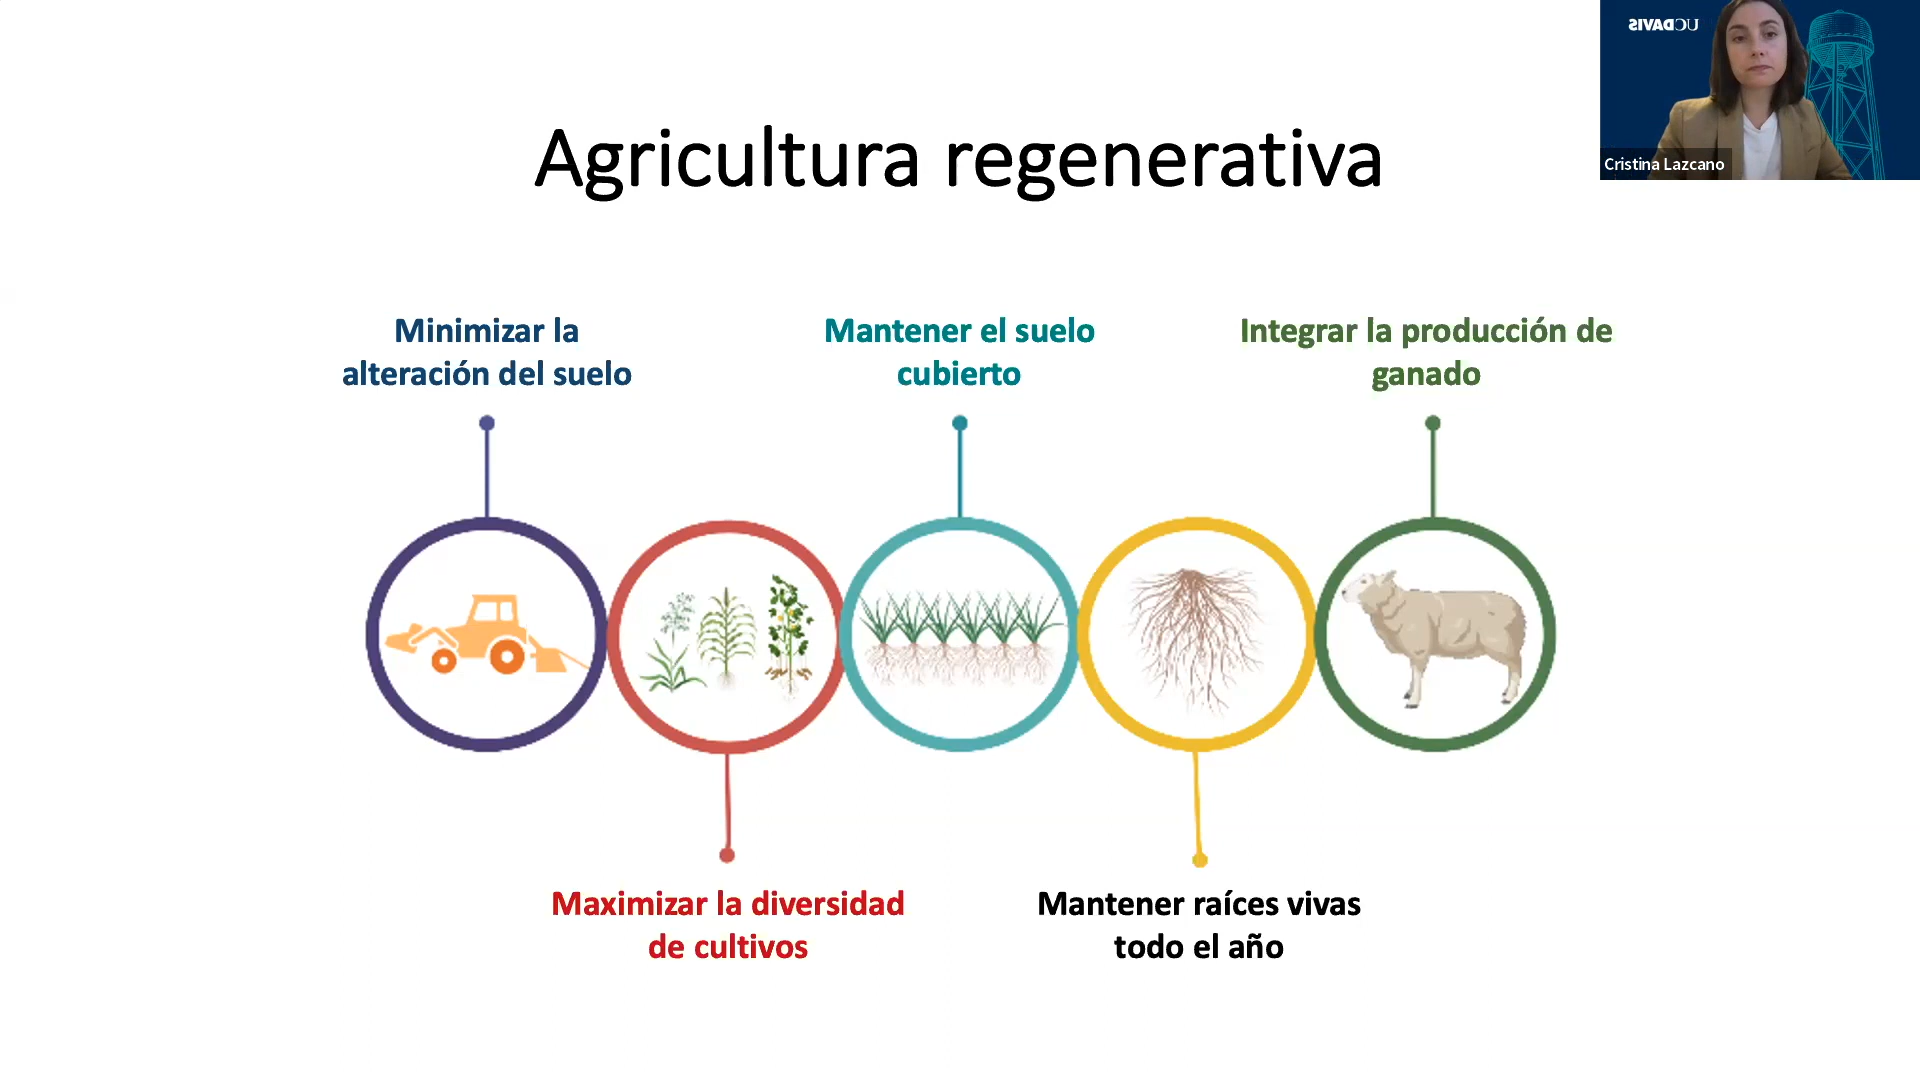 UCDAVIS
Cristina Lazcano
Agricultura regenerativa
Minimizar la
alteración del suelo
Mantener el suelo
cubierto
Integrar la producción de
ganado
Maximizar la diversidad
de cultivos
Mantener raíces vivas
todo el año